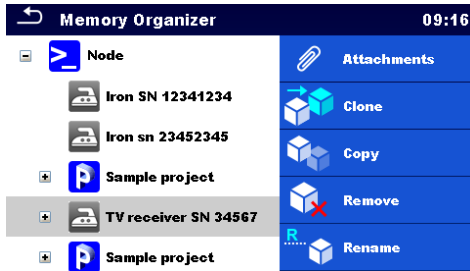 Memory Organizer 09:16
Node
Iron SN 12341234
Iron sn 23452345
Sample project
TV receiver SN 34567
Sample project
Attachments
Clone
Copy
Remove
R... Rename